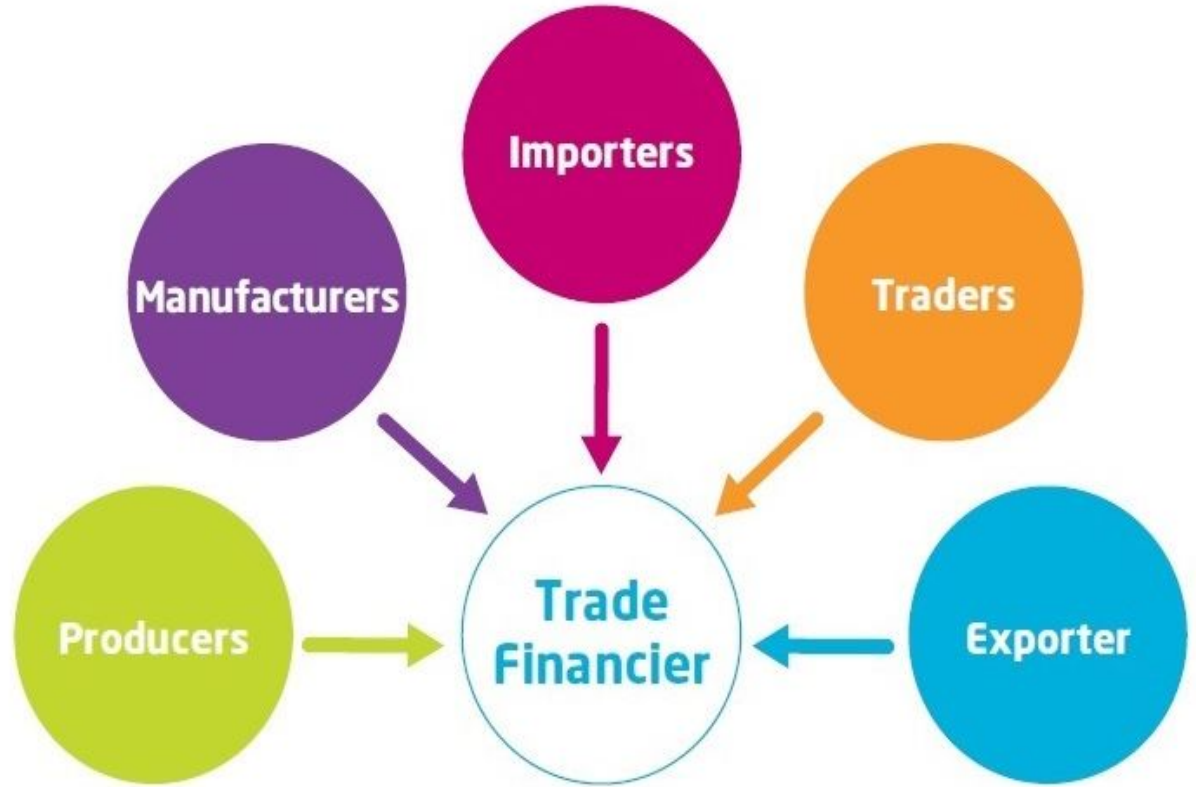 Importers
Manufacturers
Traders
Producers
Trade
Financier
Exporter